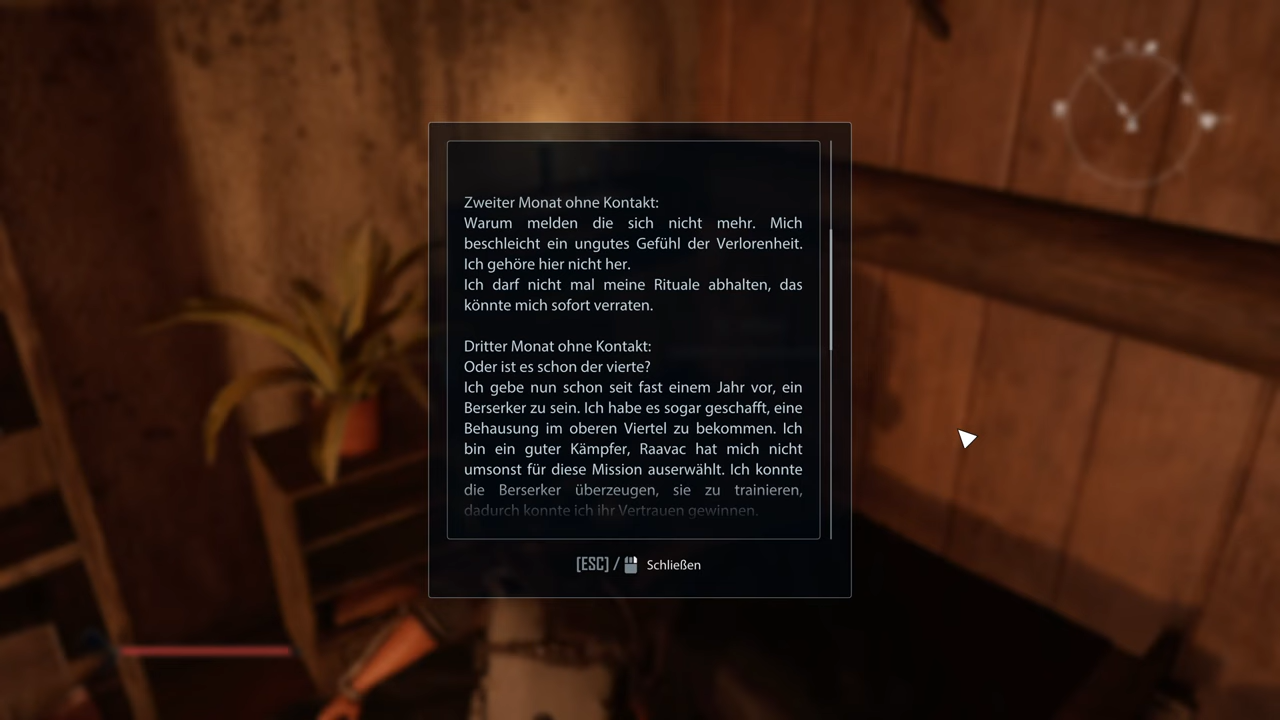 Zweiter Monat ohne Kontakt:
Warum melden die sich nicht mehr. Mich
beschleicht ein ungutes Gefühl der Verlorenheit.
Ich gehöre hier nicht her.
Ich darf nicht mal meine Rituale abhalten, das
könnte mich sofort verraten.
Dritter Monat ohne Kontakt:
Oder ist es schon der vierte?
Ich gebe nun schon seit fast einem Jahr vor, ein
Berserker zu sein. Ich habe es sogar geschafft, eine
Behausung im oberen Viertel zu bekommen. Ich
bin ein guter Kämpfer, Raavac hat mich nicht
umsonst für diese Mission auserwählt. Ich konnte
die Berserker überzeugen, sie zu trainieren,
dadurch konnte ich ihr Vertrauen gewinnen.
[ESC] / Schließen